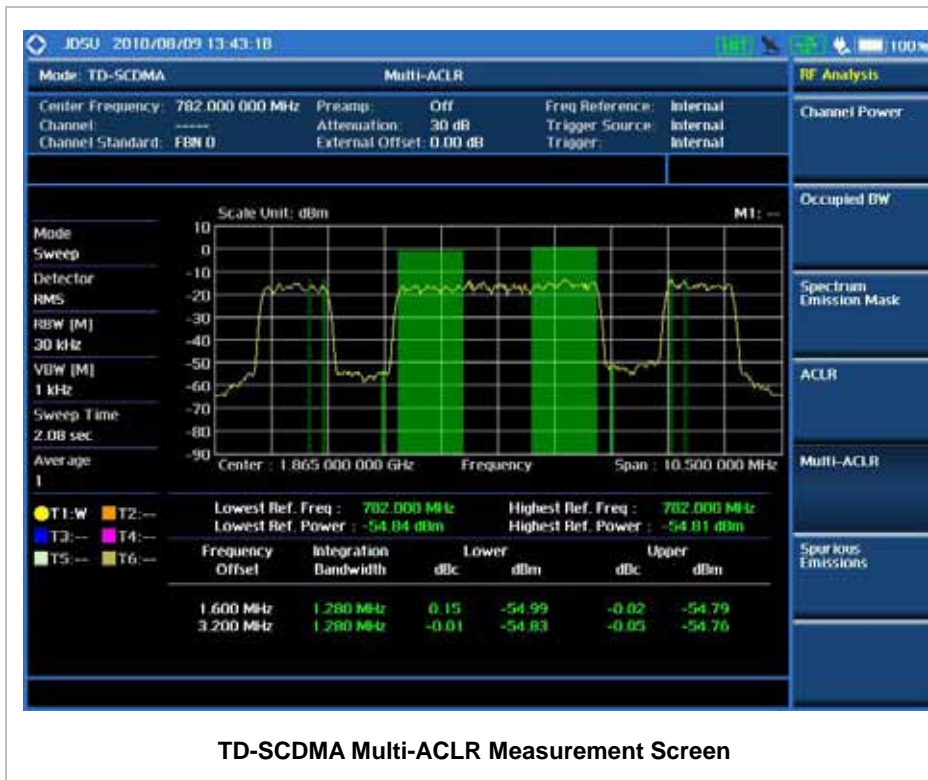 JDSU 2010/08/09 13:43:18
100%
Mode: TD-SCDMA
Multi-ACLR
RF Analysis
Center Frequency: 782.000 000 MHz Preamp: Off Freq Reference: Internal
Channel: ----- Attenuation: 30 dB Trigger Source: Internal
Channel Standard: FBN 0 External Offset: 0.00 dB Trigger: Internal
Channel Power
Occupied BW
Spectrum
Emission Mask
ACLR
Multi-ACLR
Spurious
Emissions
Mode
Sweep
Detector
RMS
RBW [M]
30 kHz
VBW [M]
1 kHz
Sweep Time
2.08 sec
Average
1
T1:W T2:--
T3:-- T4:--
T5:-- T6:--
Scale Unit: dBm M1: --
10
0
-10
-20
-30
-40
-50
-60
-70
-80
-90
Center : 1.865 000 000 GHz Frequency Span : 10.500 000 MHz
Lowest Ref. Freq : 782.000 MHz Highest Ref. Freq : 782.000 MHz
Lowest Ref. Power : -54.84 dBm Highest Ref. Power : -54.81 dBm
Frequency Integration Lower Upper
Offset Bandwidth dBc dBm dBc dBm
1.600 MHz 1.280 MHz 0.15 -54.99 -0.02 -54.79
3.200 MHz 1.280 MHz -0.01 -54.83 -0.05 -54.76
TD-SCDMA Multi-ACLR Measurement Screen